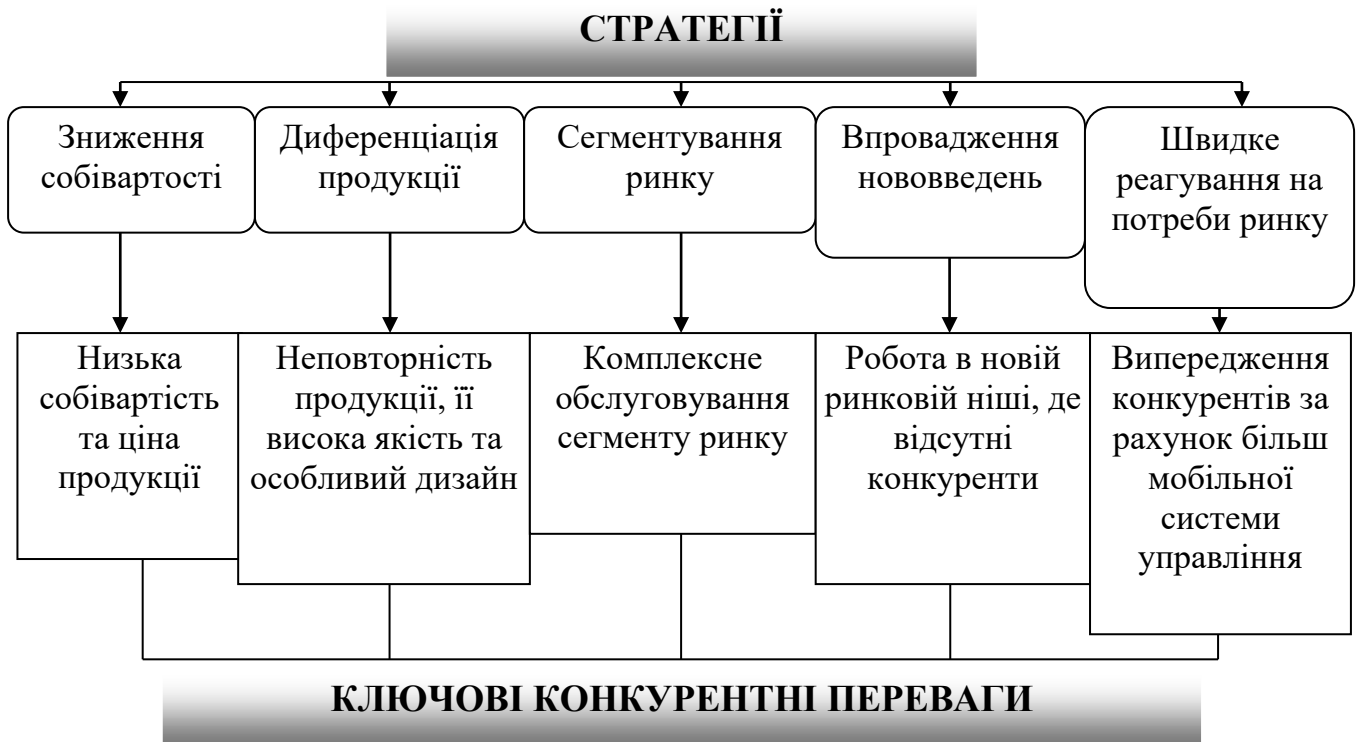 СТРАТЕГІЇ
Зниження
собівартості
Диференціація
продукції
Сегментування
ринку
Впровадження
нововведень
Швидке
реагування на
потреби ринку
Низька
собівартість
та ціна
продукції
Неповторність
продукції, її
висока якість та
особливий дизайн
Комплексне
обслуговування
сегменту ринку
Робота в новій
ринковій ніші, де
відсутні
конкуренти
Випередження
конкурентів за
рахунок більш
мобільної
системи
управління
КЛЮЧОВІ КОНКУРЕНТНІ ПЕРЕВАГИ